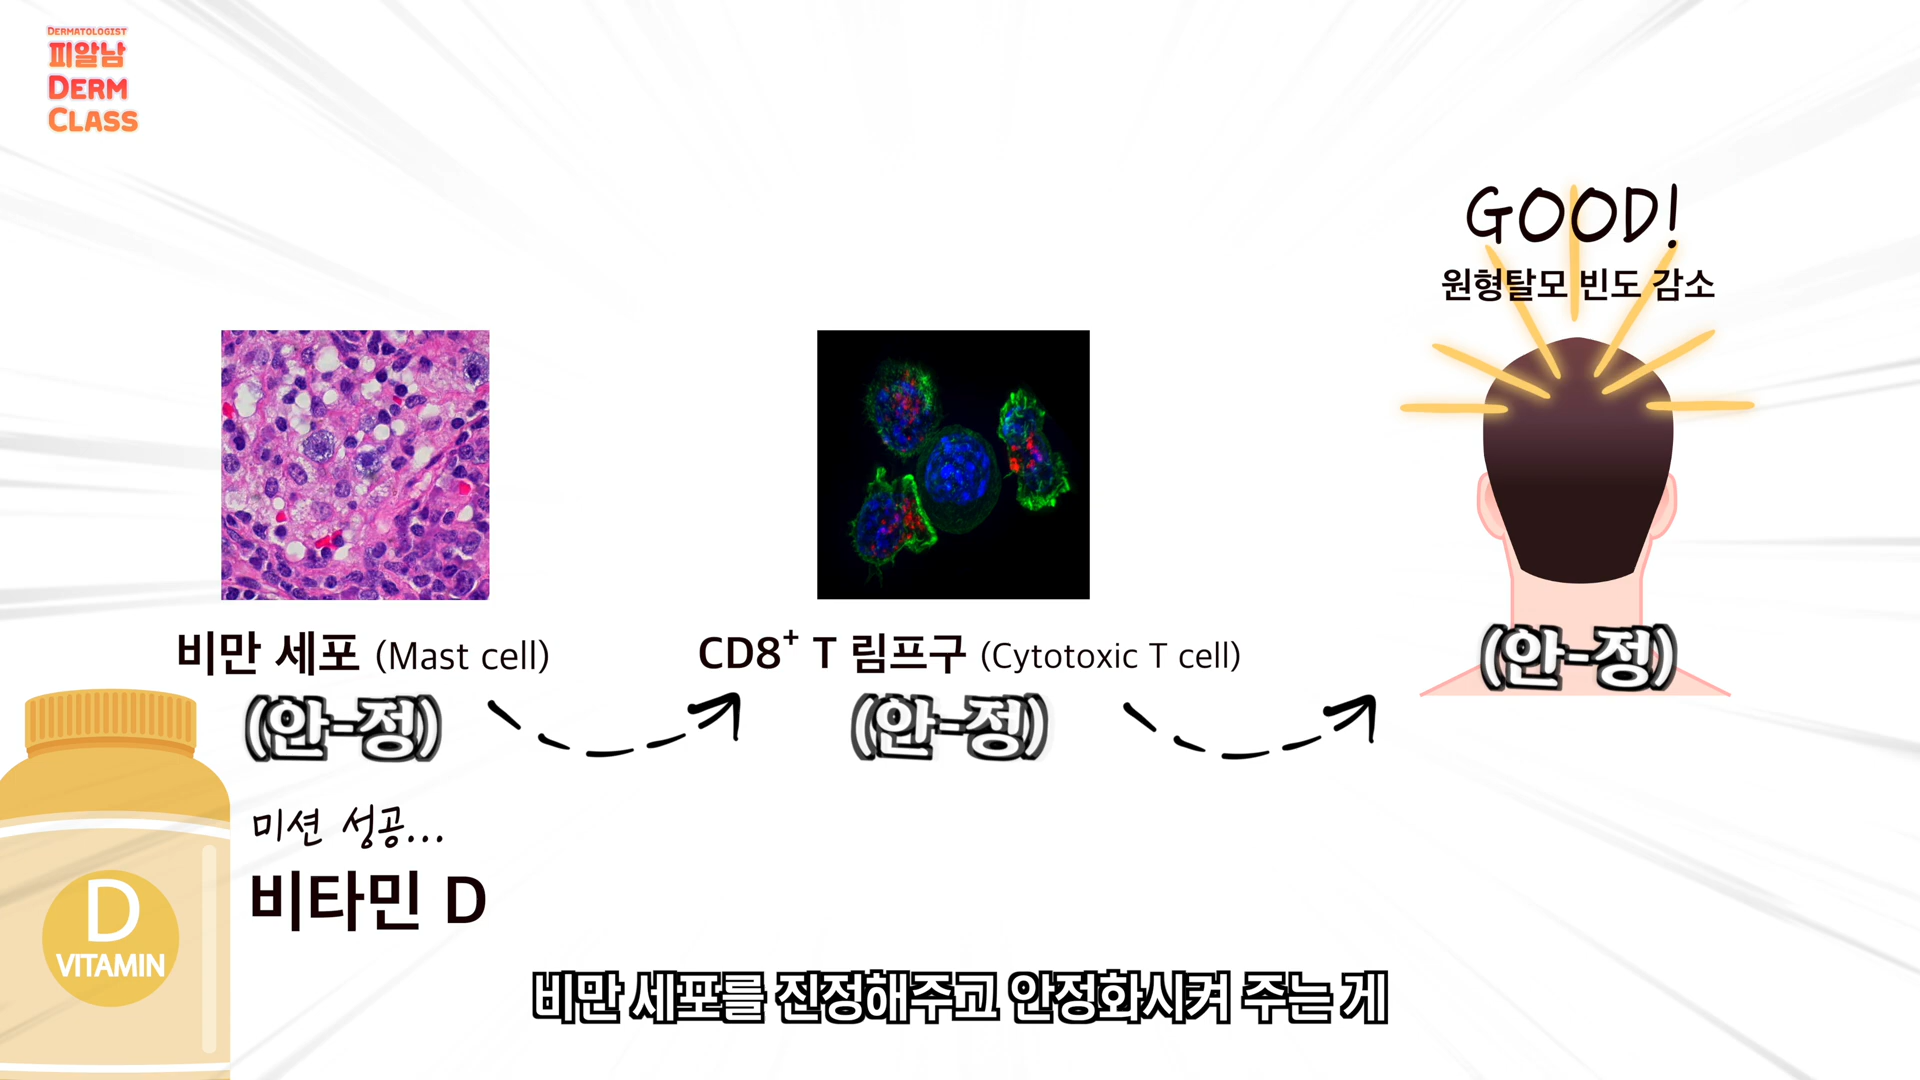 DERMATOLOGIST
피알남
DERM
CLASS
GOOD!
원형탈모 빈도 감소
비만 세포 (Mast cell)
(안-정)
CD8⁺ T 림프구 (Cytotoxic T cell)
(안-정)
(안-정)
미션 성공...
비타민 D
D
VITAMIN
비만 세포를 진정해주고 안정화시켜 주는 게